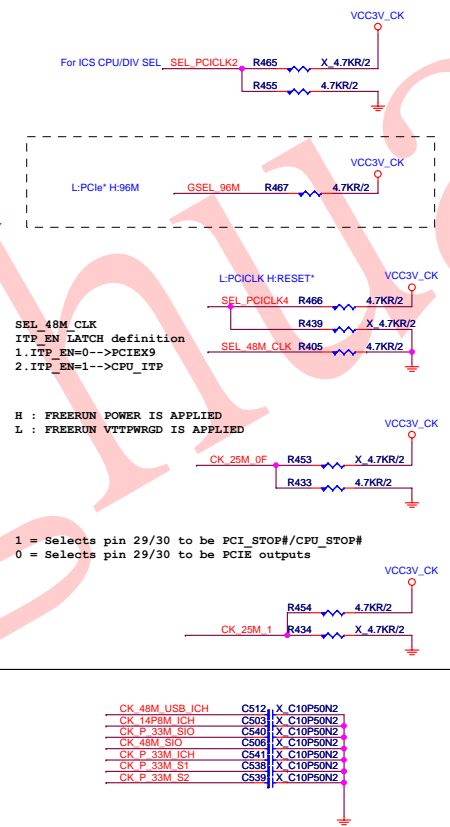 VCC3V_CK
For ICS CPU/DIV SEL SEL_PCICLK2 R465 X_4.7KR/2
R455 4.7KR/2
VCC3V_CK
L:PCIe* H:96M GSEL_96M R467 4.7KR/2
L:PCICLK H:RESET* VCC3V_CK
SEL_PCICLK4 R466 4.7KR/2
R439 X_4.7KR/2
SEL_48M_CLK R405 4.7KR/2
SEL_48M_CLK
ITP_EN LATCH definition
1.ITP_EN=0-->PCIEX9
2.ITP_EN=1-->CPU_ITP
H : FREERUN POWER IS APPLIED
L : FREERUN VTTPWRGD IS APPLIED
VCC3V_CK
CK_25M_0F R453 X_4.7KR/2
R433 4.7KR/2
1 = Selects pin 29/30 to be PCI_STOP#/CPU_STOP#
0 = Selects pin 29/30 to be PCIE outputs
VCC3V_CK
R454 4.7KR/2
CK_25M_1 R434 X_4.7KR/2
CK_48M_USB_ICH C512 X_C10P50N2
CK_14P8M_ICH C503 X_C10P50N2
CK_P_33M_SIO C540 X_C10P50N2
CK_48M_SIO C506 X_C10P50N2
CK_P_33M_ICH C541 X_C10P50N2
CK_P_33M_S1 C538 X_C10P50N2
CK_P_33M_S2 C539 X_C10P50N2